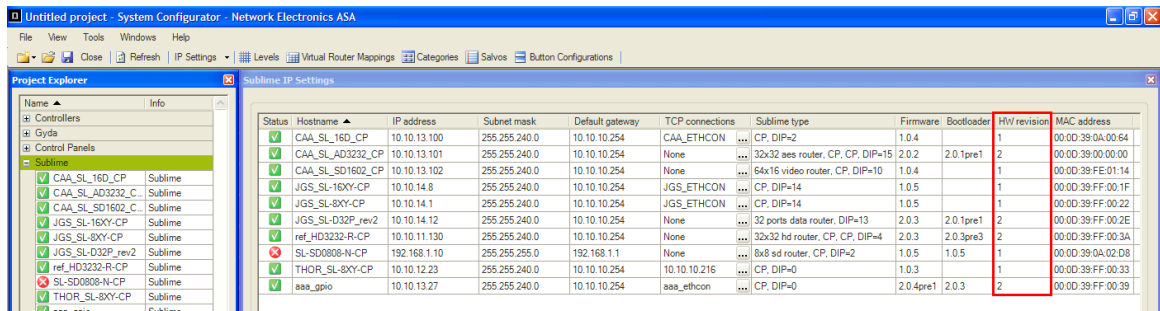 Untitled project - System Configurator - Network Electronics ASA
File View Tools Windows Help
Close Refresh IP Settings Levels Virtual Router Mappings Categories Salvos Button Configurations
Project Explorer
Name Info
Controllers
Gyda
Control Panels
Sublime
CAA_SL_16D_CP Sublime
CAA_SL_AD3232_C... Sublime
CAA_SL_SD1602_C... Sublime
JGS_SL-16XY-CP Sublime
JGS_SL-8XY-CP Sublime
JGS_SL-D32P_rev2 Sublime
ref_HD3232-R-CP Sublime
SL-SD0808-N-CP Sublime
THOR_SL-8XY-CP Sublime
Sublime IP Settings
Status Hostname IP address Subnet mask Default gateway TCP connections Sublime type Firmware Bootloader HW revision MAC address
CAA_SL_16D_CP 10.10.13.100 255.255.240.0 10.10.10.254 CAA_ETHCON ... CP, DIP=2 1.0.4 1 00:0D:39:0A:00:64
CAA_SL_AD3232_CP 10.10.13.101 255.255.240.0 10.10.10.254 None ... 32x32 aes router, CP, CP, DIP=15 2.0.2 2.0.1pre1 2 00:0D:39:00:00:00
CAA_SL_SD1602_CP 10.10.13.102 255.255.240.0 10.10.10.254 None ... 64x16 video router, CP, DIP=10 1.0.4 1 00:0D:39:FE:01:14
JGS_SL-16XY-CP 10.10.14.8 255.255.240.0 10.10.10.254 JGS_ETHCON ... CP, DIP=14 1.0.5 1 00:0D:39:FF:00:1F
JGS_SL-8XY-CP 10.10.14.1 255.255.240.0 10.10.10.254 JGS_ETHCON ... CP, DIP=14 1.0.5 1 00:0D:39:FF:00:22
JGS_SL-D32P_rev2 10.10.14.12 255.255.240.0 10.10.10.254 None ... 32 ports data router, DIP=13 2.0.3 2.0.1pre1 2 00:0D:39:FF:00:2E
ref_HD3232-R-CP 10.10.11.130 255.255.240.0 10.10.10.254 None ... 32x32 hd router, CP, CP, DIP=4 2.0.3 2.0.3pre3 2 00:0D:39:FF:00:3A
SL-SD0808-N-CP 192.168.1.10 255.255.255.0 192.168.1.1 None ... 8x8 sd router, CP, DIP=2 1.0.5 1.0.5 1 00:0D:39:0A:02:D8
THOR_SL-8XY-CP 10.10.12.23 255.255.240.0 10.10.10.254 10.10.10.216 ... CP, DIP=0 1.0.3 1 00:0D:39:FF:00:33
aaa_gpio 10.10.13.27 255.255.240.0 10.10.10.254 aaa_ethcon ... CP, DIP=0 2.0.4pre1 2.0.3 2 00:0D:39:FF:00:39